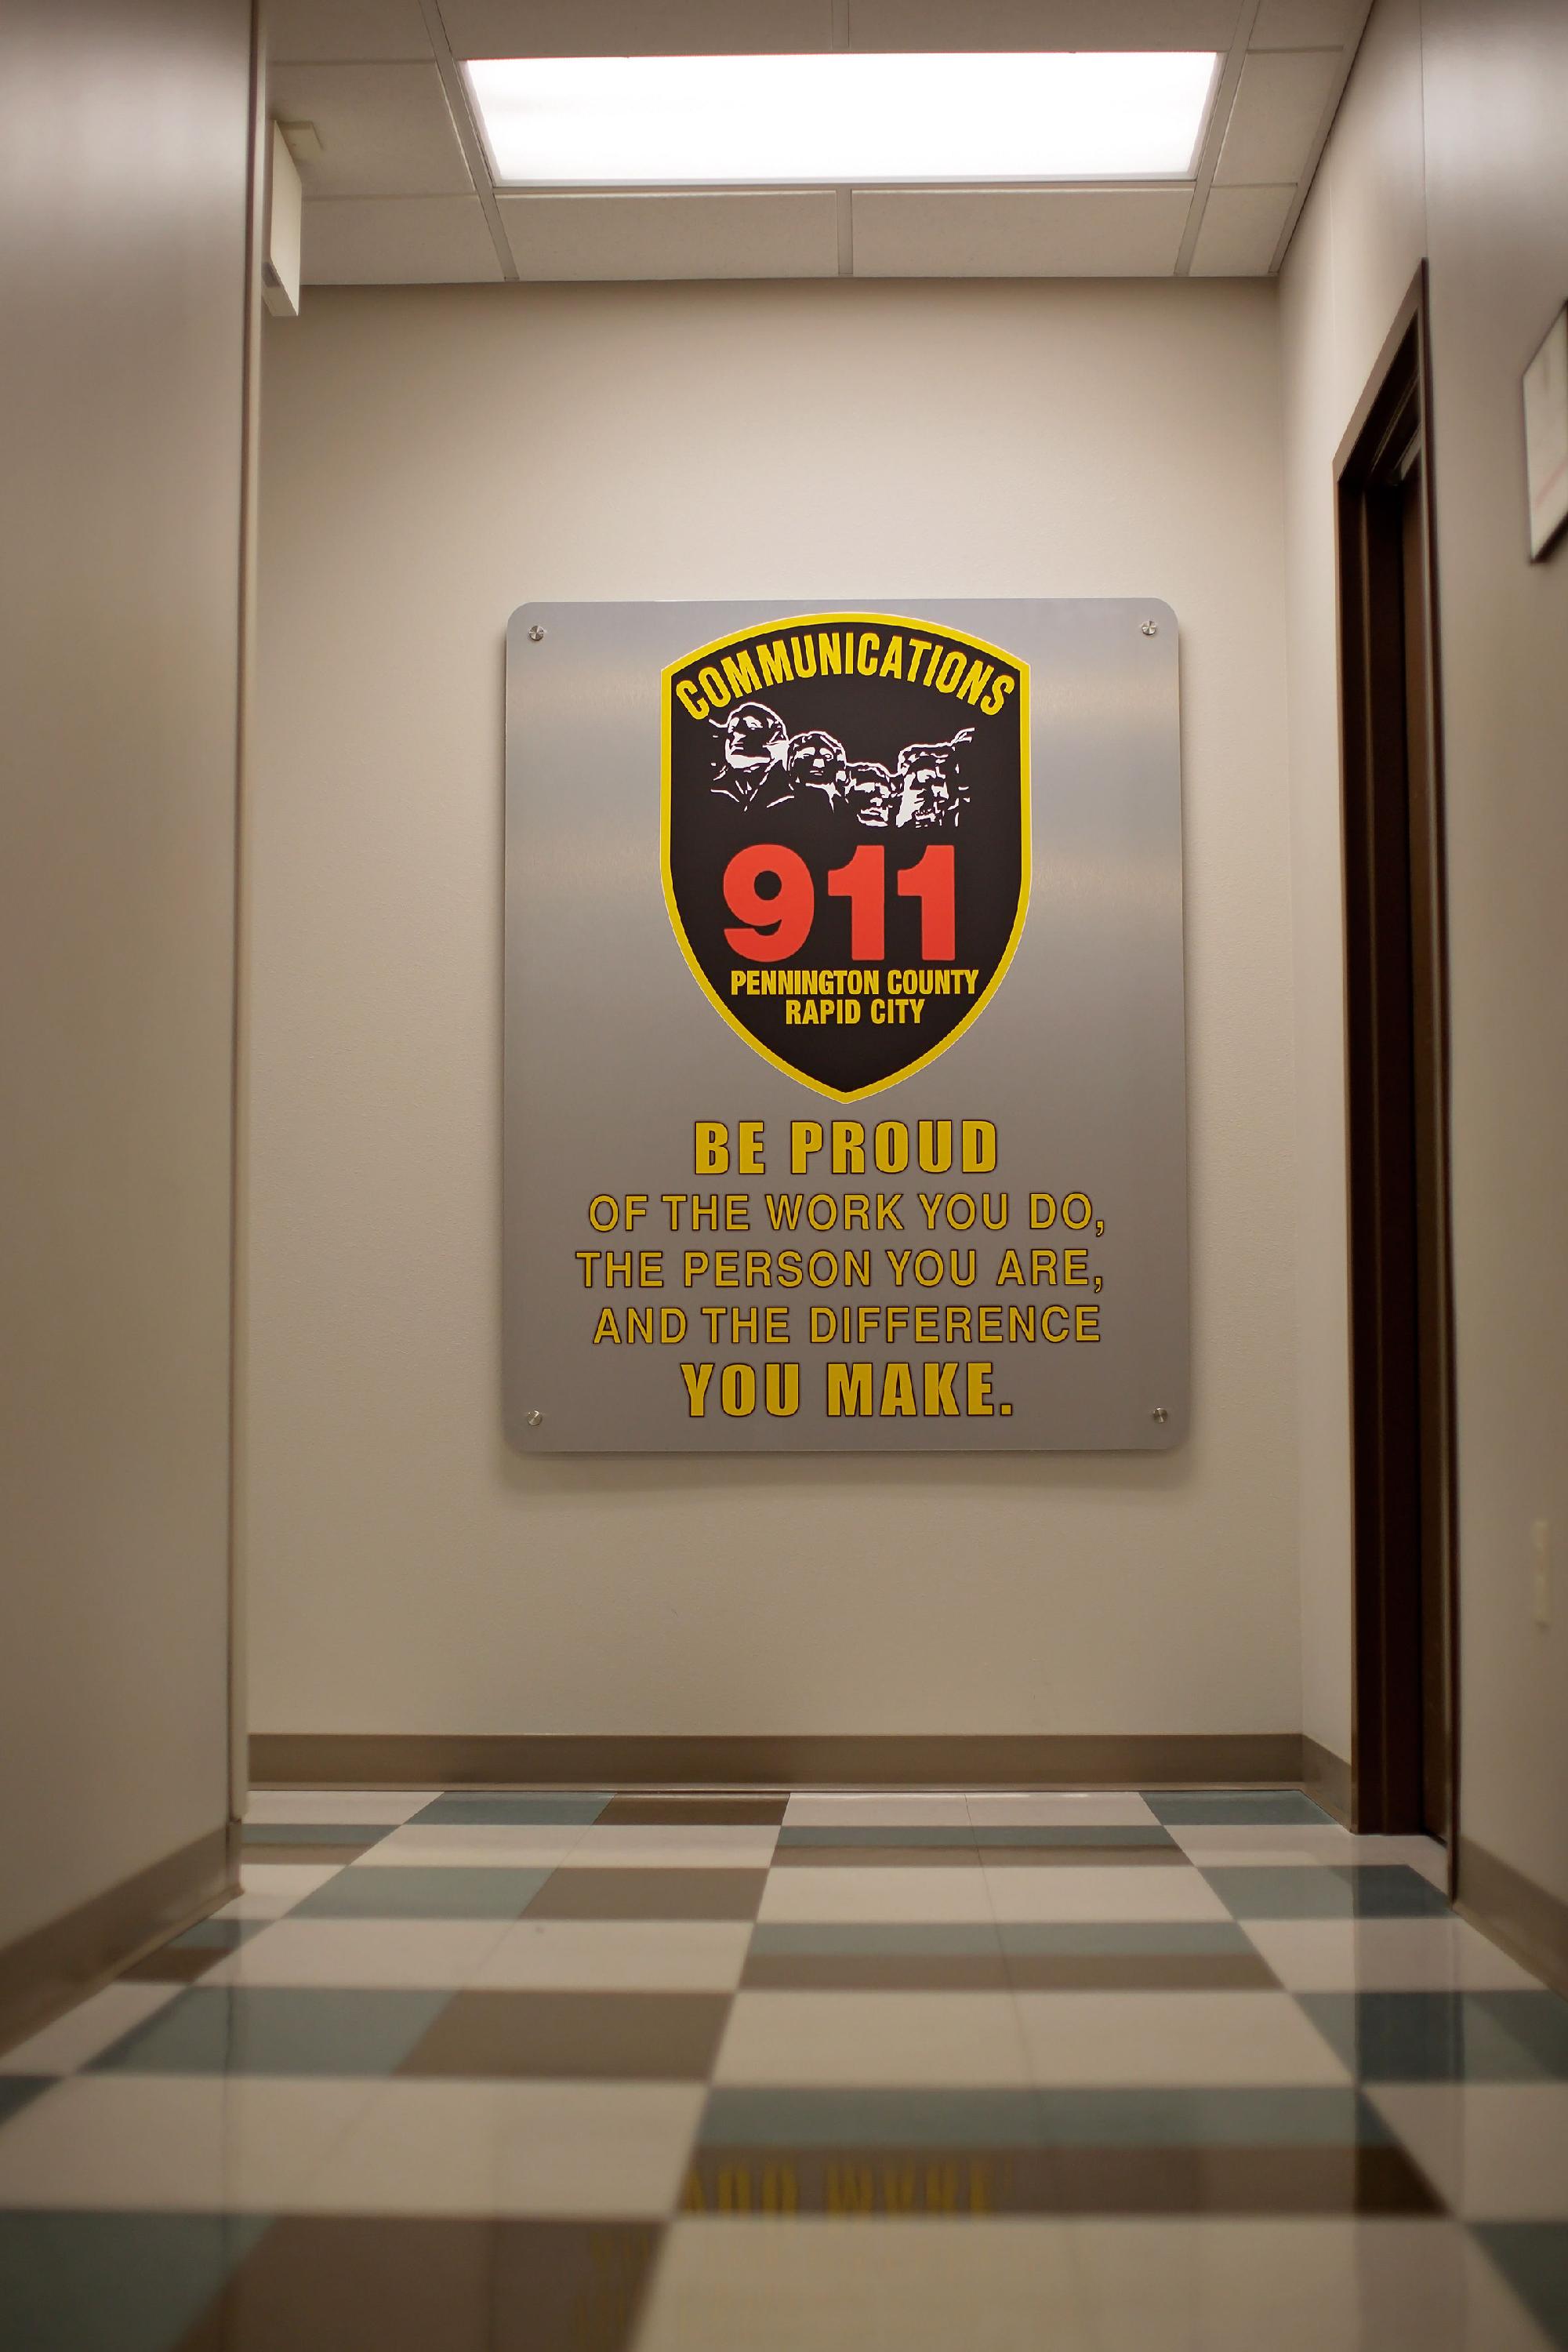 COMMUNICATIONS
911
PENNINGTON COUNTY
RAPID CITY
BE PROUD
OF THE WORK YOU DO,
THE PERSON YOU ARE,
AND THE DIFFERENCE
YOU MAKE.